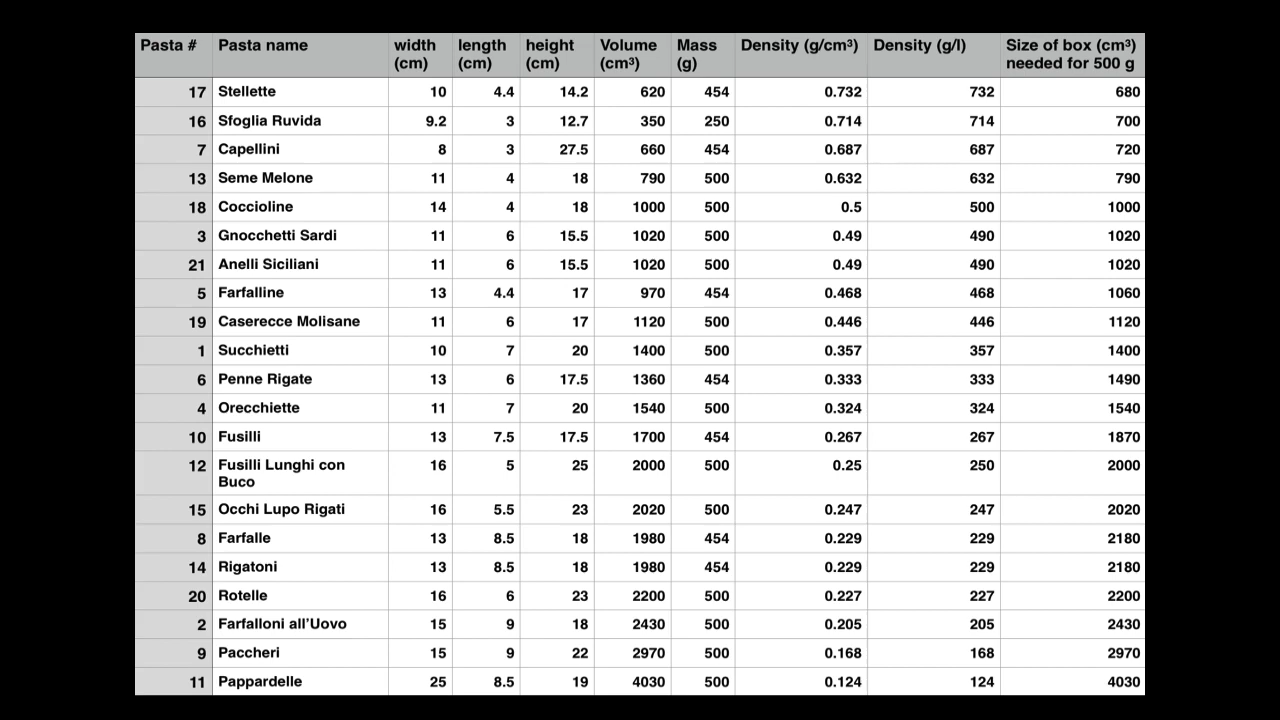 Pasta # Pasta name width (cm) length (cm) height (cm) Volume (cm³) Mass (g) Density (g/cm³) Density (g/l) Size of box (cm³) needed for 500 g
17 Stellette 10 4.4 14.2 620 454 0.732 732 680
16 Sfoglia Ruvida 9.2 3 12.7 350 250 0.714 714 700
7 Capellini 8 3 27.5 660 454 0.687 687 720
13 Seme Melone 11 4 18 790 500 0.632 632 790
18 Coccioline 14 4 18 1000 500 0.5 500 1000
3 Gnocchetti Sardi 11 6 15.5 1020 500 0.49 490 1020
21 Anelli Siciliani 11 6 15.5 1020 500 0.49 490 1020
5 Farfalline 13 4.4 17 970 454 0.468 468 1060
19 Caserecce Molisane 11 6 17 1120 500 0.446 446 1120
1 Succhietti 10 7 20 1400 500 0.357 357 1400
6 Penne Rigate 13 6 17.5 1360 454 0.333 333 1490
4 Orecchiette 11 7 20 1540 500 0.324 324 1540
10 Fusilli 13 7.5 17.5 1700 454 0.267 267 1870
12 Fusilli Lunghi con Buco 16 5 25 2000 500 0.25 250 2000
15 Occhi Lupo Rigati 16 5.5 23 2020 500 0.247 247 2020
8 Farfalle 13 8.5 18 1980 454 0.229 229 2180
14 Rigatoni 13 8.5 18 1980 454 0.229 229 2180
20 Rotelle 16 6 23 2200 500 0.227 227 2200
2 Farfalloni all'Uovo 15 9 18 2430 500 0.205 205 2430
9 Paccheri 15 9 22 2970 500 0.168 168 2970
11 Pappardelle 25 8.5 19 4030 500 0.124 124 4030